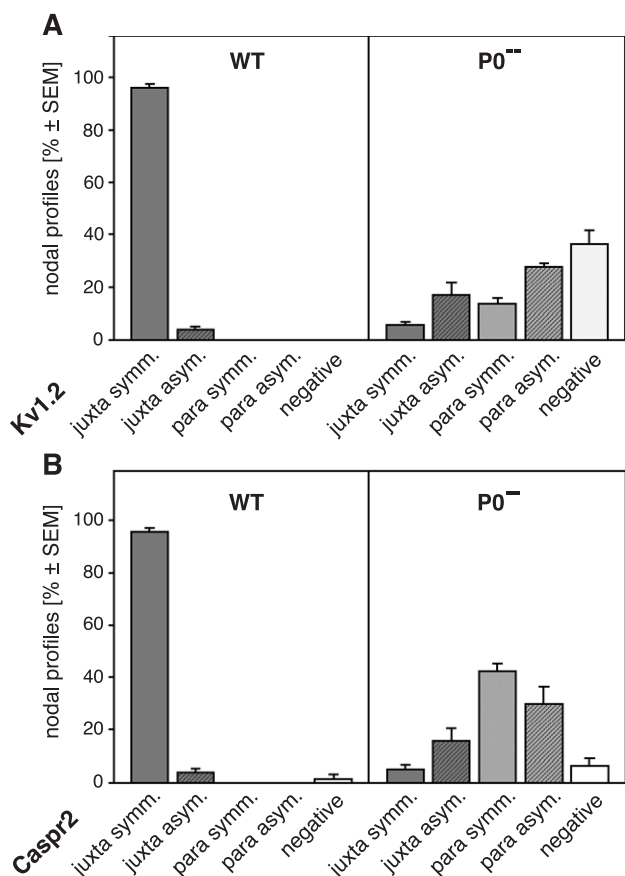 A
WT
P0--
nodal profiles [% ± SEM]
100
80
60
40
20
0
juxta symm.
juxta asym.
para symm.
para asym.
negative
juxta symm.
juxta asym.
para symm.
para asym.
negative
Kv1.2
B
WT
P0--
nodal profiles [% ± SEM]
100
80
60
40
20
0
juxta symm.
juxta asym.
para symm.
para asym.
negative
juxta symm.
juxta asym.
para symm.
para asym.
negative
Caspr2